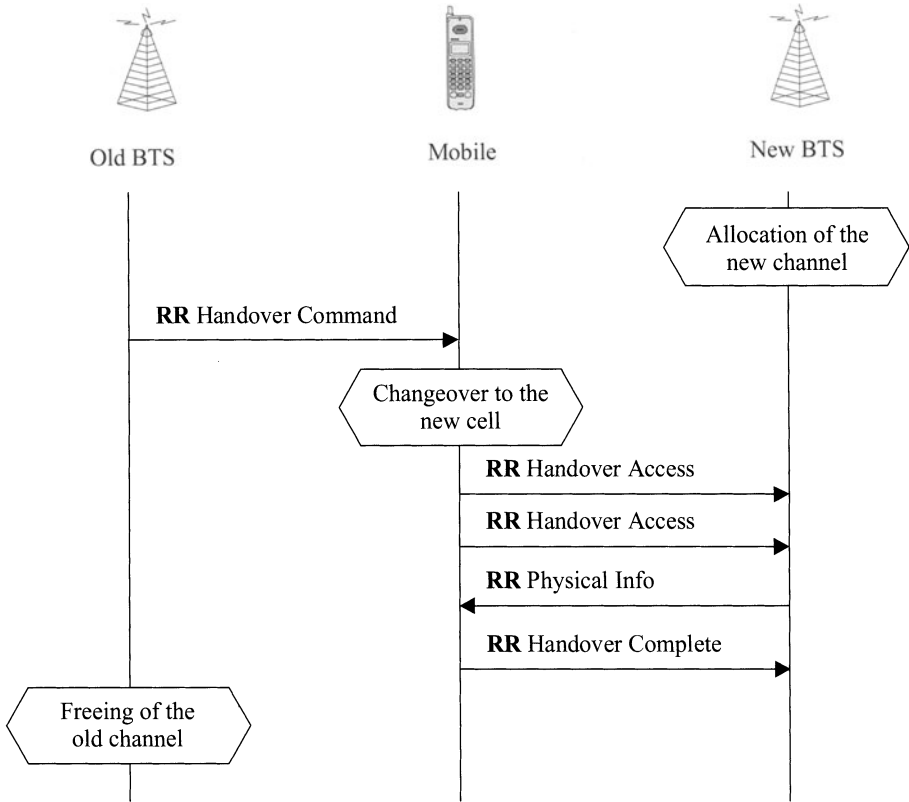 Old BTS
Mobile
New BTS
Allocation of the
new channel
RR Handover Command
Changeover to the
new cell
RR Handover Access
RR Handover Access
RR Physical Info
RR Handover Complete
Freeing of the
old channel